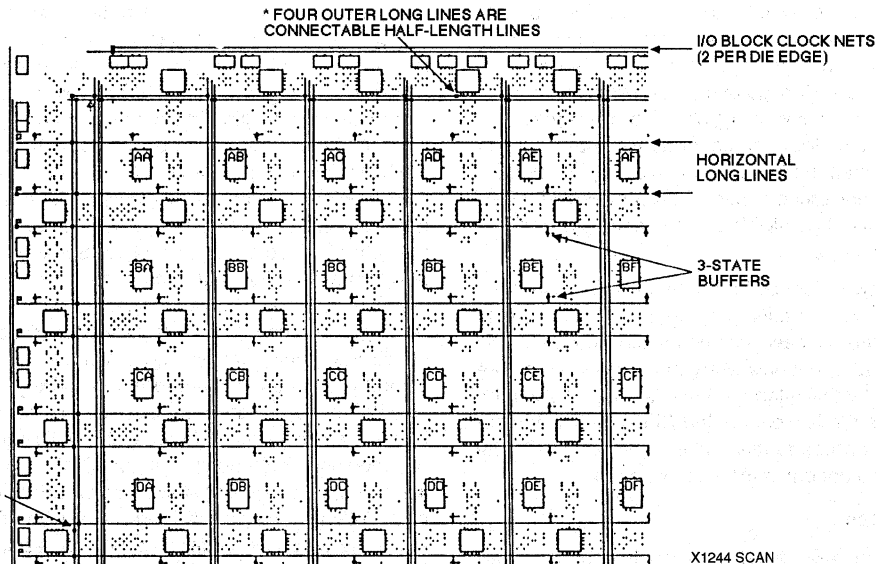 * FOUR OUTER LONG LINES ARE
CONNECTABLE HALF-LENGTH LINES
I/O BLOCK CLOCK NETS
(2 PER DIE EDGE)
AA AB AC AD AE AF
HORIZONTAL
LONG LINES
BA BB BC BD BE BF
3-STATE
BUFFERS
CA CB CC CD CE CF
DA DB DC DD DE DF
X1244 SCAN